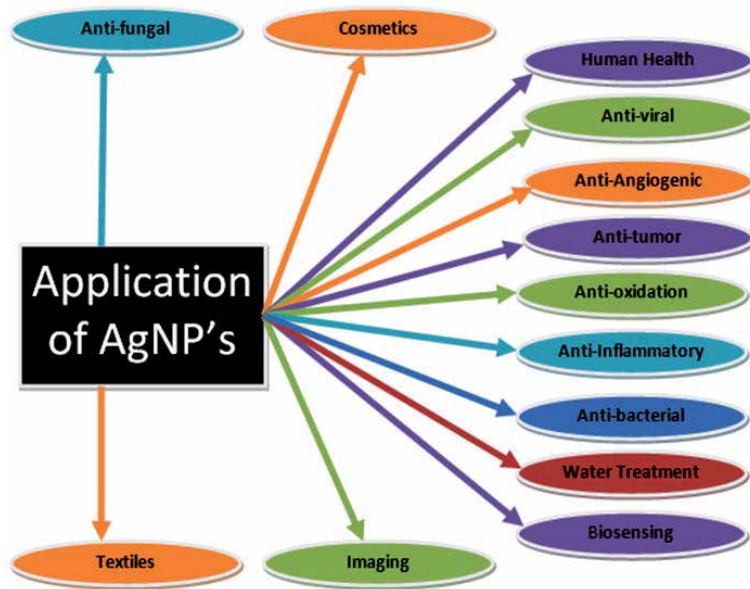 Anti-fungal
Cosmetics
Human Health
Anti-viral
Anti-Angiogenic
Anti-tumor
Application
of AgNP's
Anti-oxidation
Anti-Inflammatory
Anti-bacterial
Water Treatment
Biosensing
Textiles
Imaging